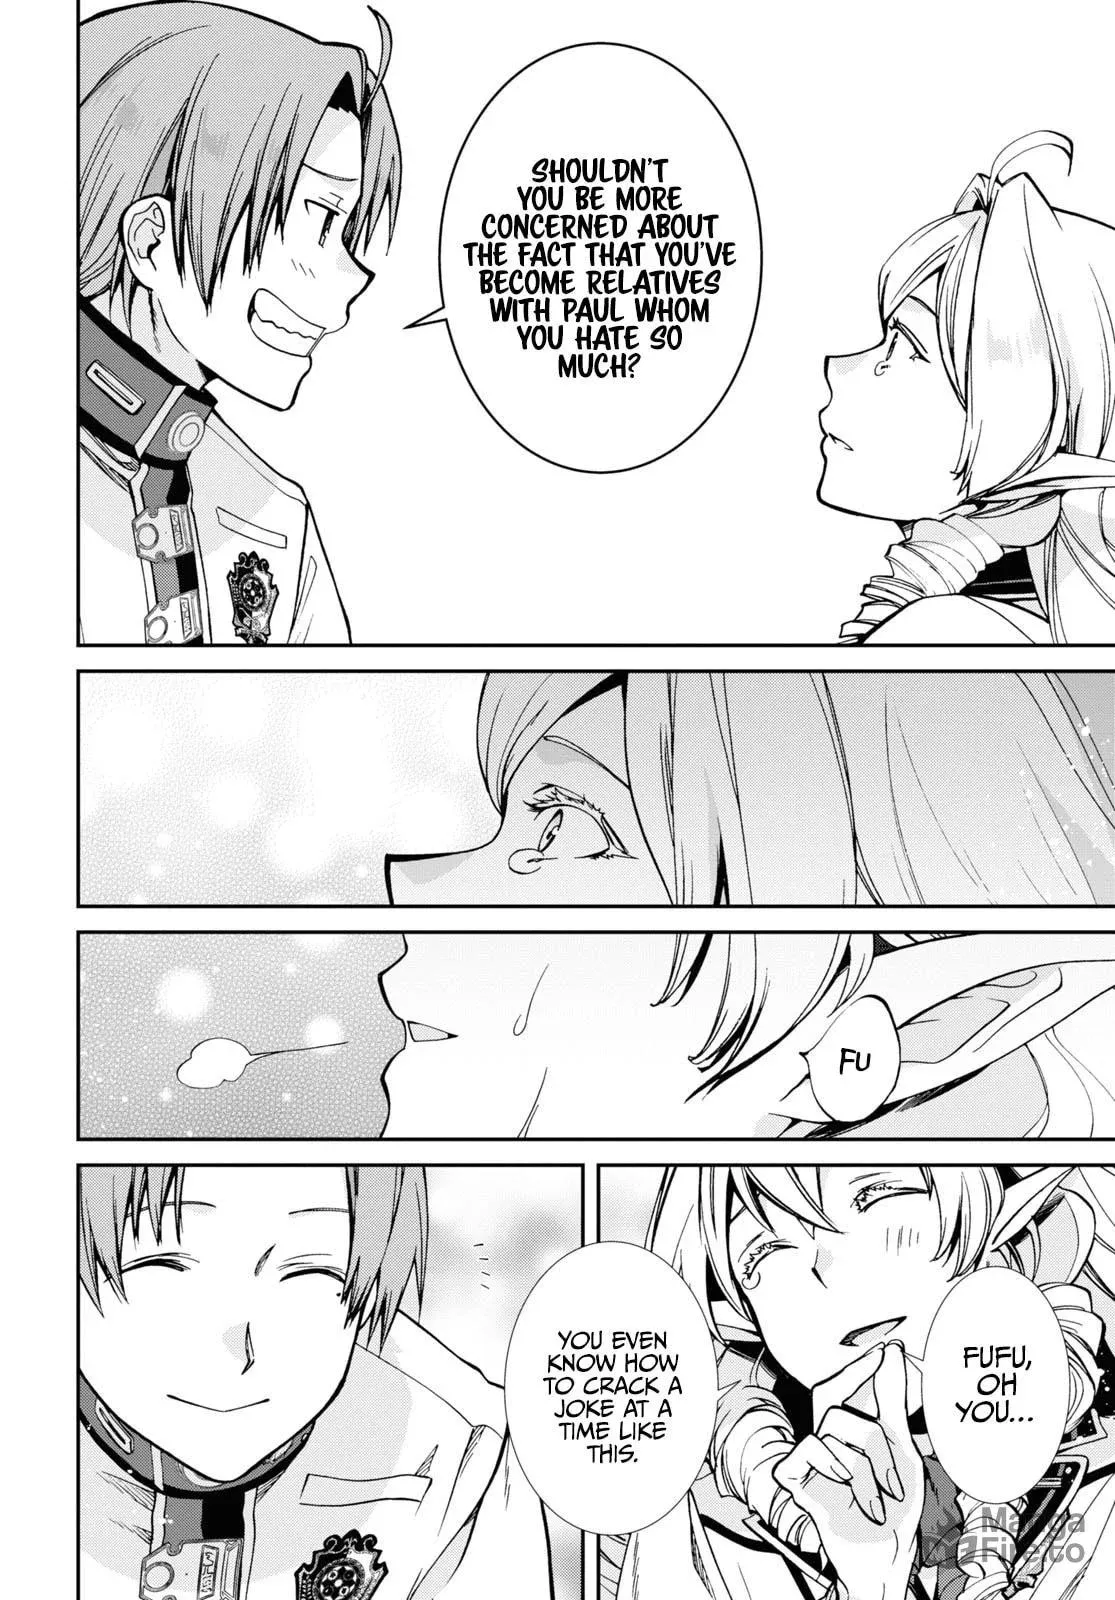 SHOULDN'T
YOU BE MORE
CONCERNED ABOUT
THE FACT THAT YOU'VE
BECOME RELATIVES
WITH PAUL WHOM
YOU HATE SO
MUCH?
FU
FUFU,
OH
YOU...
YOU EVEN
KNOW HOW
TO CRACK A
JOKE AT A
TIME LIKE
THIS.
Manga
Fire.to